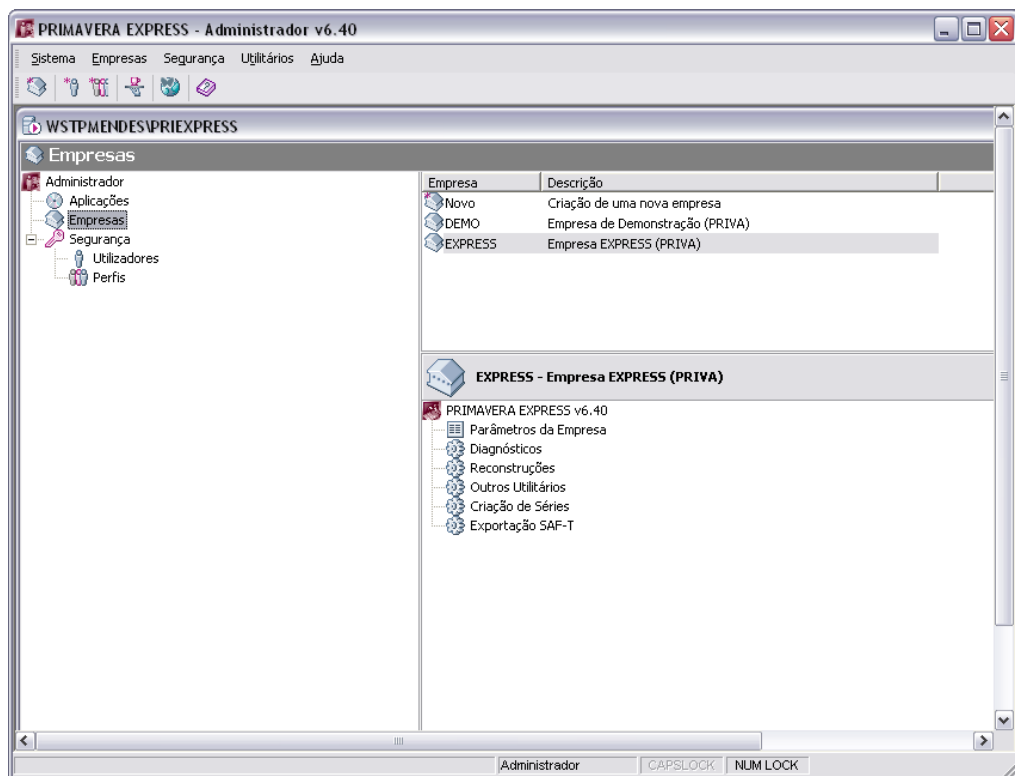 PRIMAVERA EXPRESS - Administrador v6.40
Sistema Empresas Segurança Utilitários Ajuda
WSTPMENDES\PRIEXPRESS
Empresas
Administrador
Aplicações
Empresas
Segurança
Utilizadores
Perfis
Empresa Descrição
Novo Criação de uma nova empresa
DEMO Empresa de Demonstração (PRIVA)
EXPRESS Empresa EXPRESS (PRIVA)
EXPRESS - Empresa EXPRESS (PRIVA)
PRIMAVERA EXPRESS v6.40
Parâmetros da Empresa
Diagnósticos
Reconstruções
Outros Utilitários
Criação de Séries
Exportação SAF-T
Administrador CAPSLOCK NUM LOCK